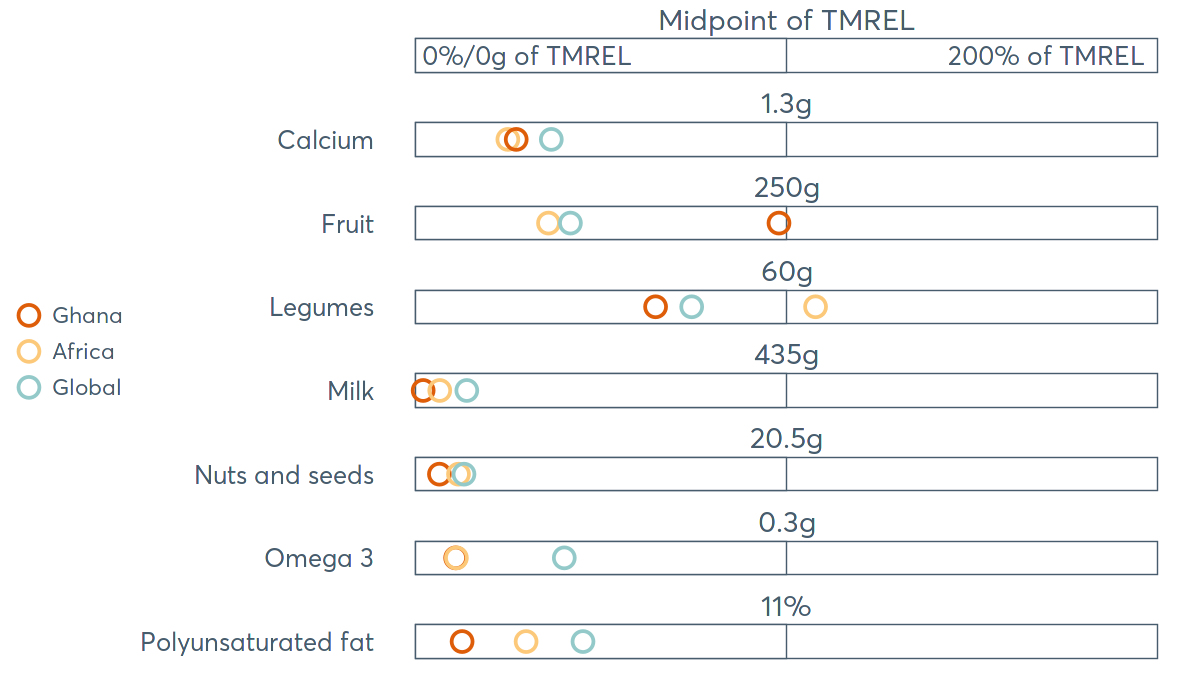 Midpoint of TMREL
0%/0g of TMREL
200% of TMREL
1.3g
Calcium
250g
Fruit
60g
Legumes
435g
Milk
20.5g
Nuts and seeds
0.3g
Omega 3
11%
Polyunsaturated fat
Ghana
Africa
Global